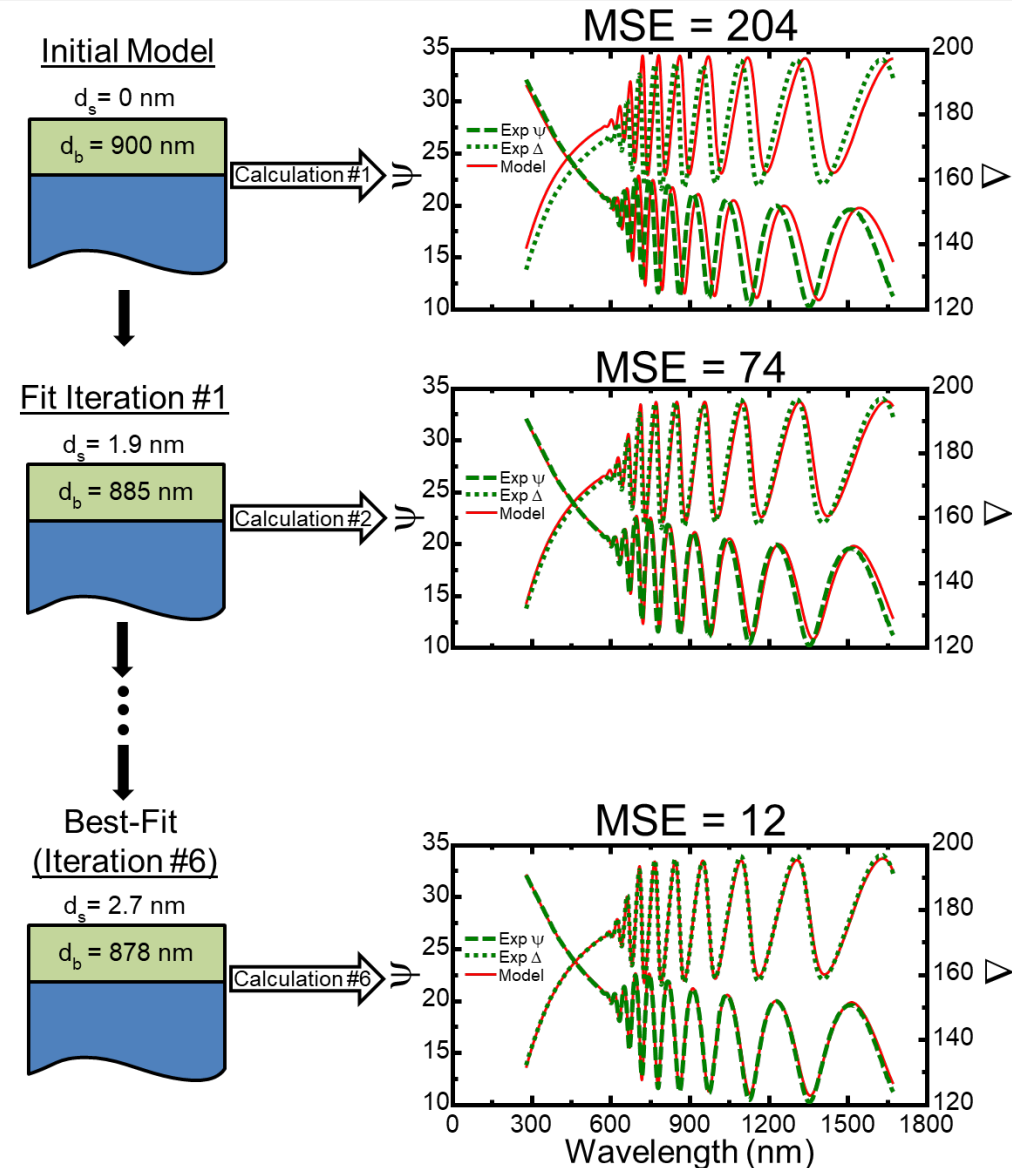 Initial Model
d_s = 0 nm
d_b = 900 nm
Calculation #1
MSE = 204
35
30
25
20
15
10
ψ
Exp ψ
Exp Δ
Model
200
180
160
140
120
Δ
Fit Iteration #1
d_s = 1.9 nm
d_b = 885 nm
Calculation #2
MSE = 74
35
30
25
20
15
10
ψ
Exp ψ
Exp Δ
Model
200
180
160
140
120
Δ
Best-Fit
(Iteration #6)
d_s = 2.7 nm
d_b = 878 nm
Calculation #6
MSE = 12
35
30
25
20
15
10
ψ
Exp ψ
Exp Δ
Model
200
180
160
140
120
Δ
0 300 600 900 1200 1500 1800
Wavelength (nm)